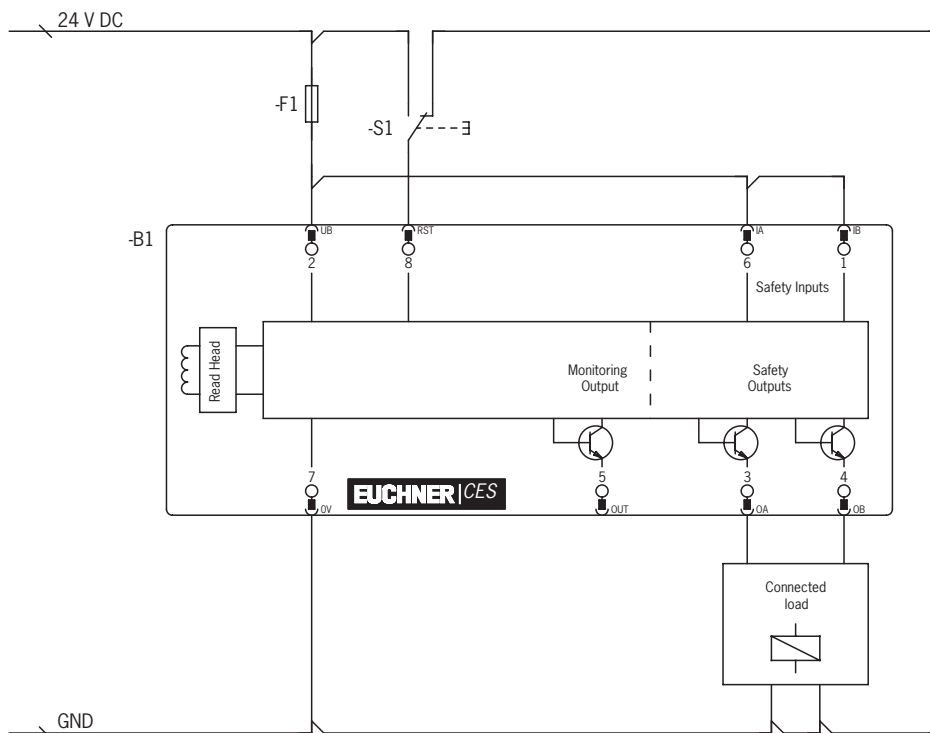 24 V DC
-F1
-S1
-B1
UB
RST
IA
IB
2
8
6
1
Safety Inputs
Read Head
Monitoring
Output
Safety
Outputs
7
5
3
4
EUCHNER|CES
0V
OUT
OA
OB
Connected
load
GND